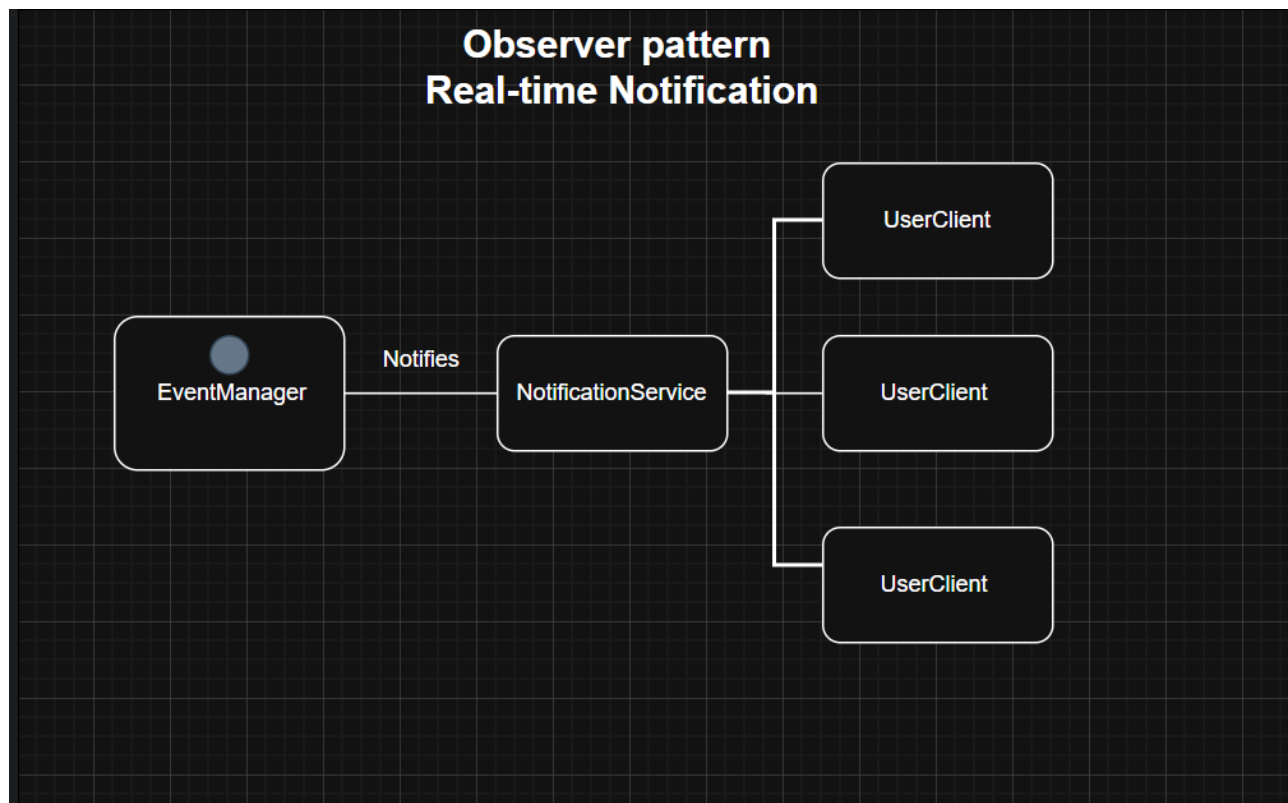 Observer pattern
Real-time Notification
UserClient
Notifies
EventManager
NotificationService
UserClient
UserClient